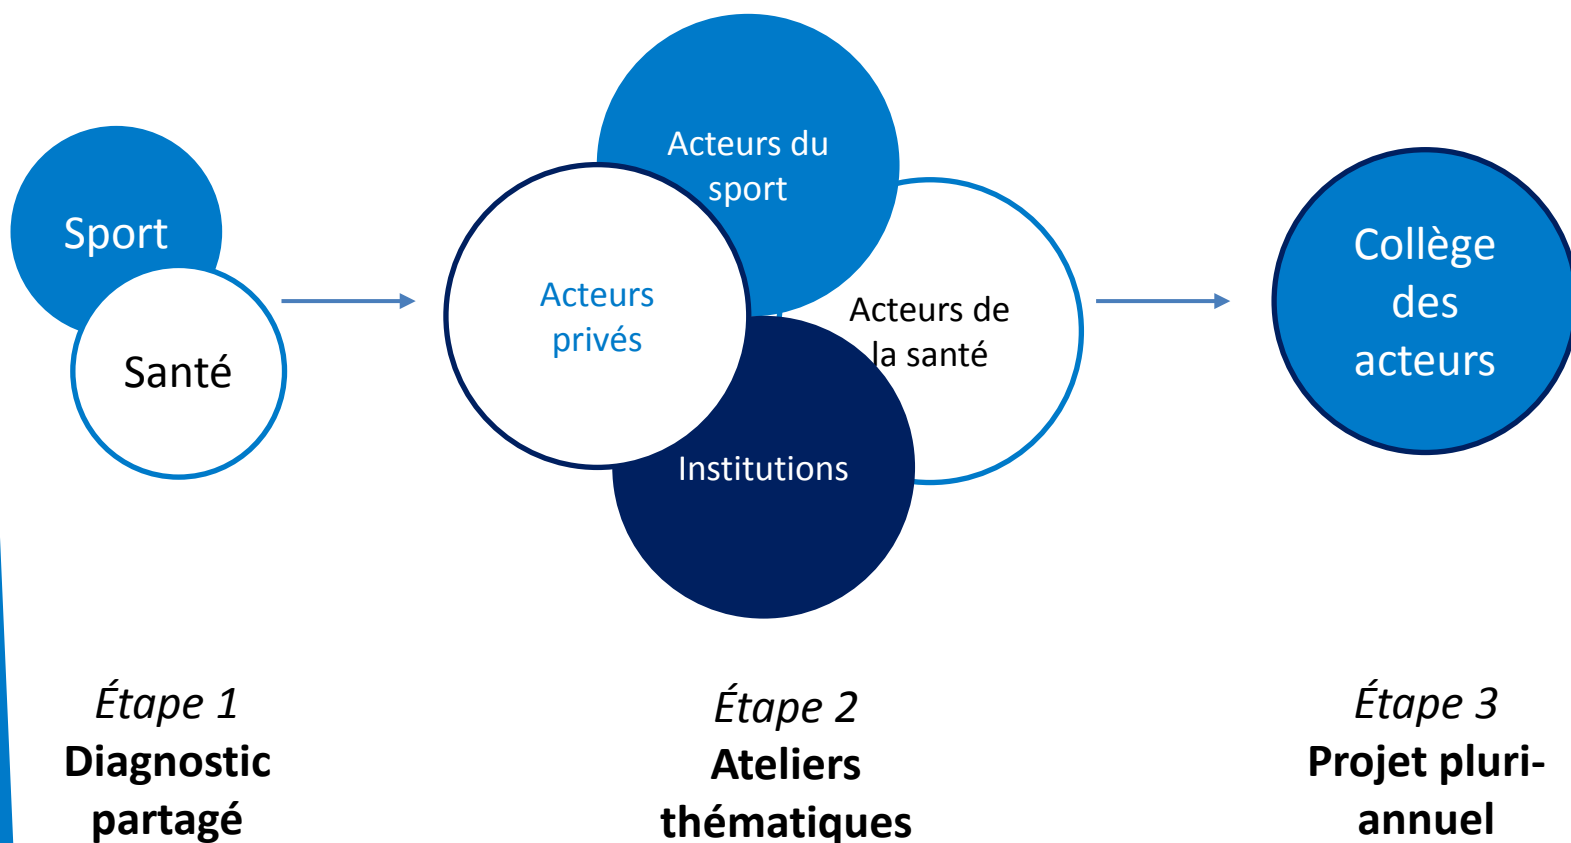 Sport
Santé
Acteurs du
sport
Acteurs
privés
Acteurs de
la santé
Institutions
Collège
des
acteurs
Étape 1
Diagnostic
partagé
Étape 2
Ateliers
thématiques
Étape 3
Projet pluri-
annuel